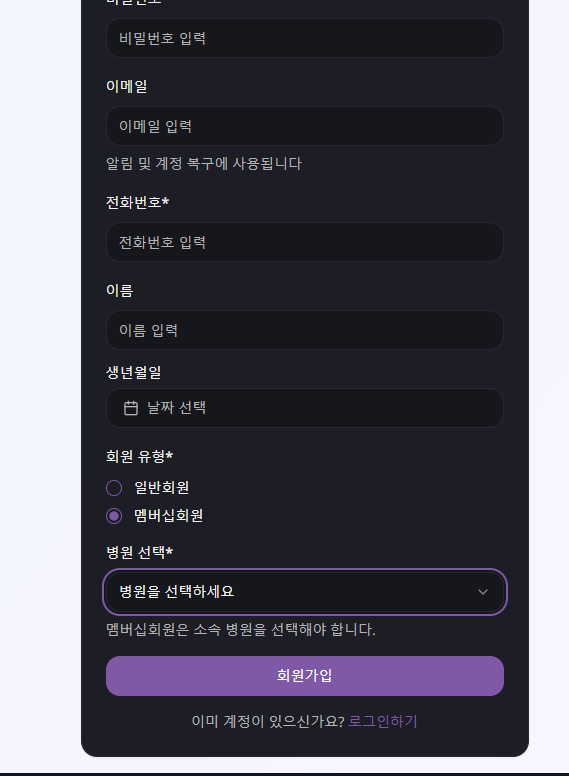 비밀번호
비밀번호 입력
이메일
이메일 입력
알림 및 계정 복구에 사용됩니다
전화번호*
전화번호 입력
이름
이름 입력
생년월일
날짜 선택
회원 유형*
일반회원
멤버십회원
병원 선택*
병원을 선택하세요
멤버십회원은 소속 병원을 선택해야 합니다.
회원가입
이미 계정이 있으신가요? 로그인하기